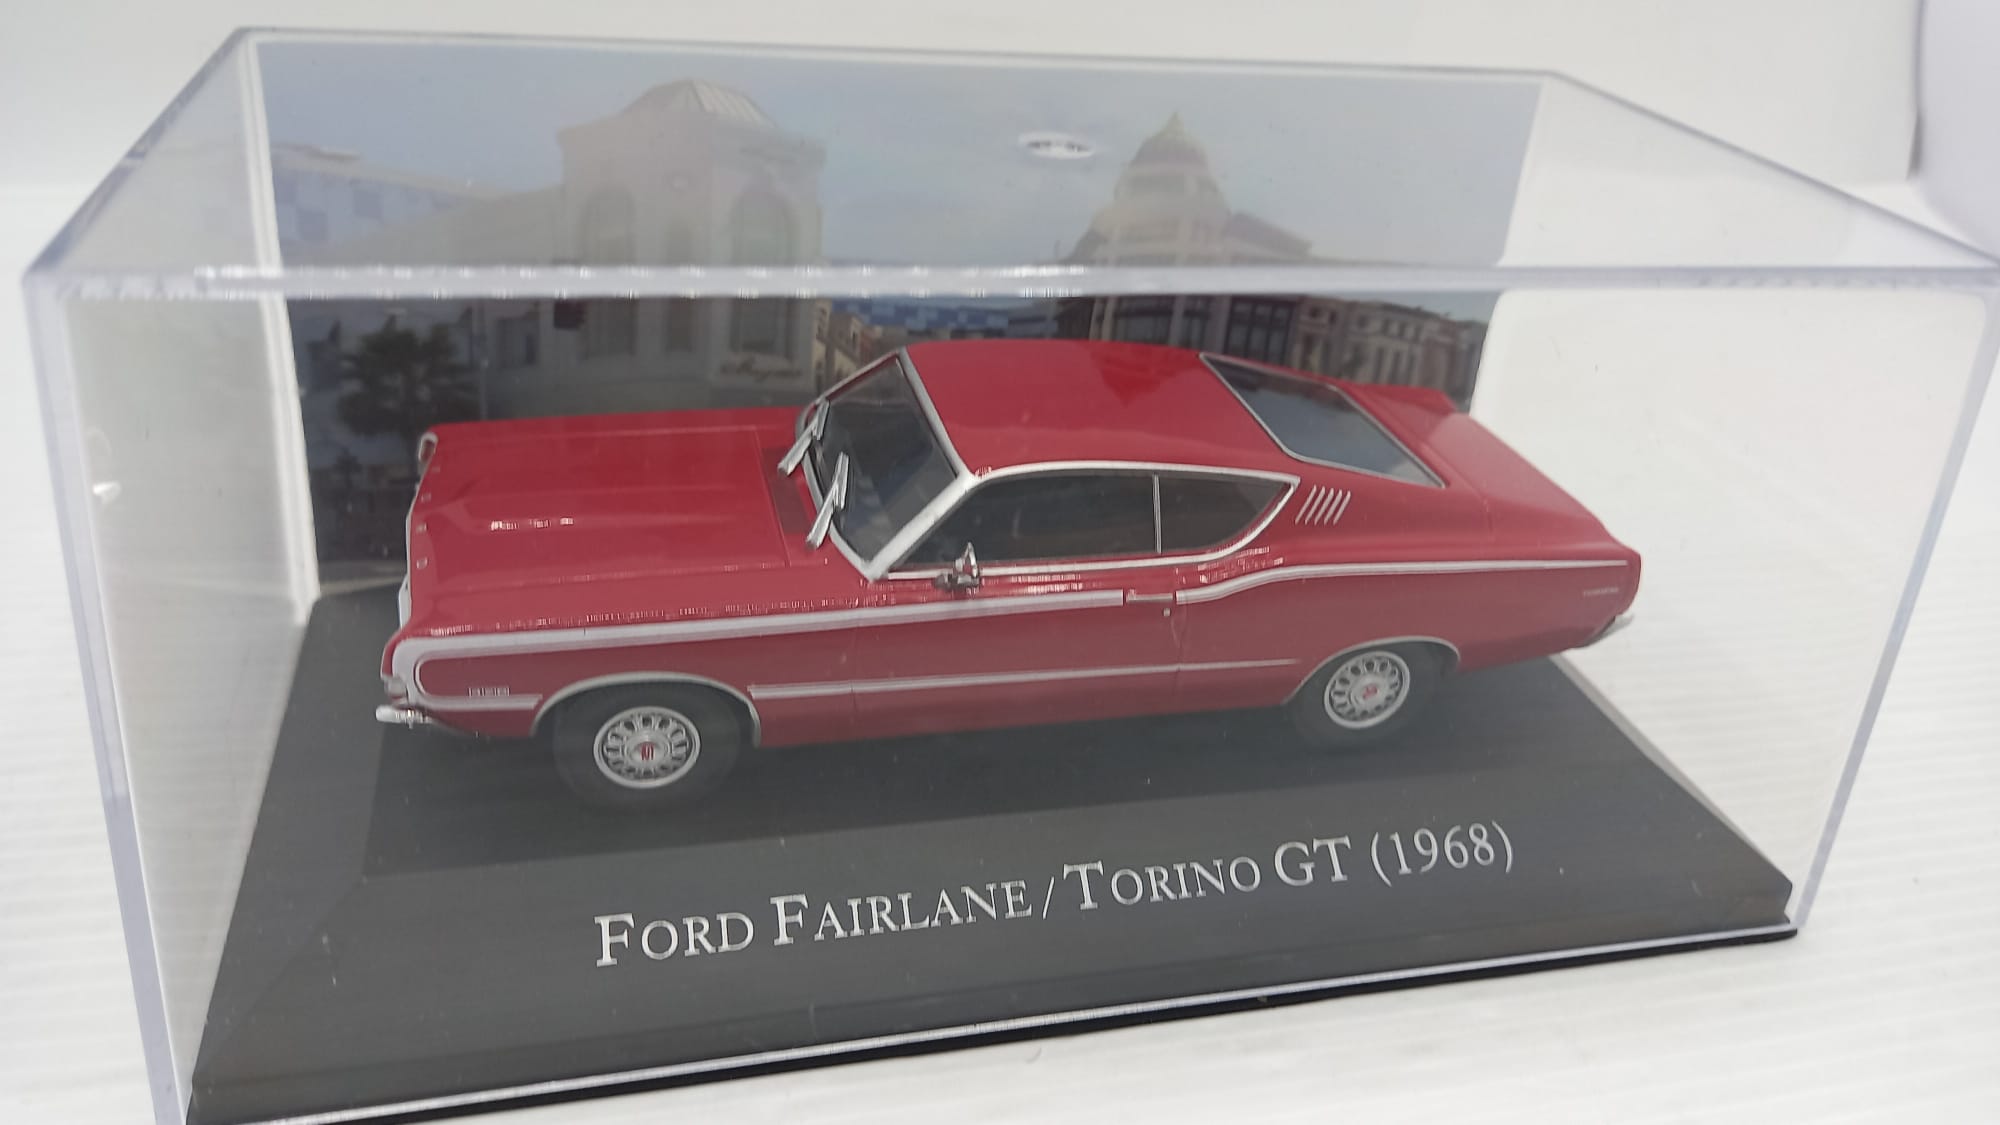 FORD FAIRLANE/TORINO GT (1968)